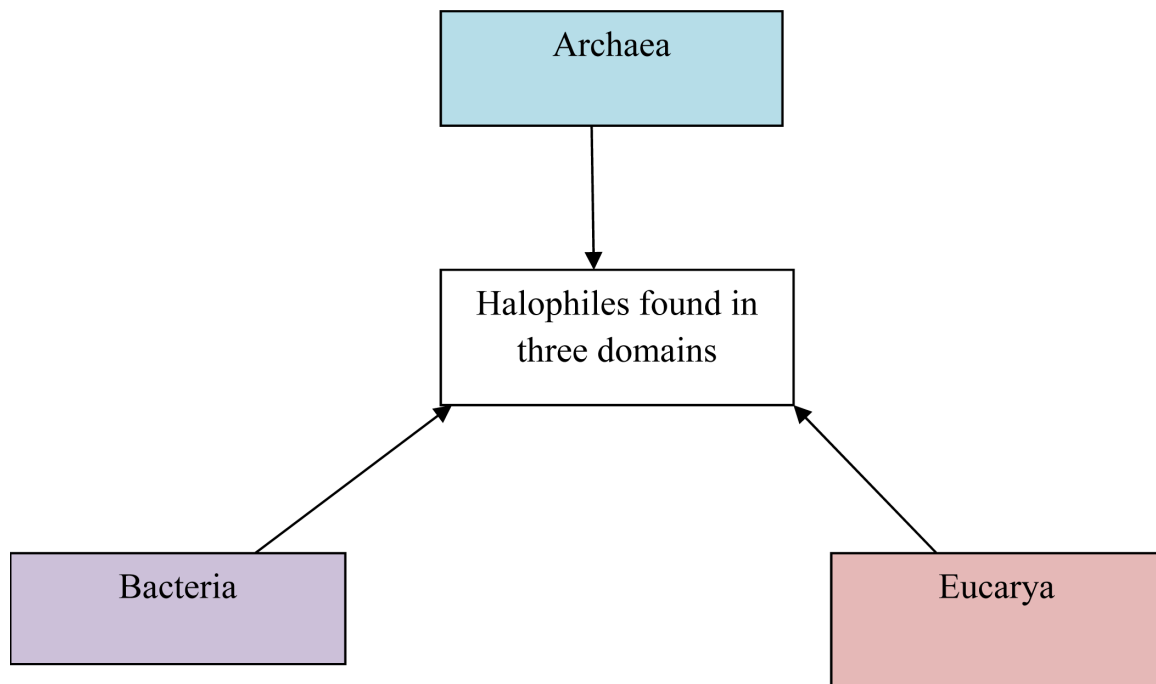 Archaea
Halophiles found in
three domains
Bacteria
Eucarya